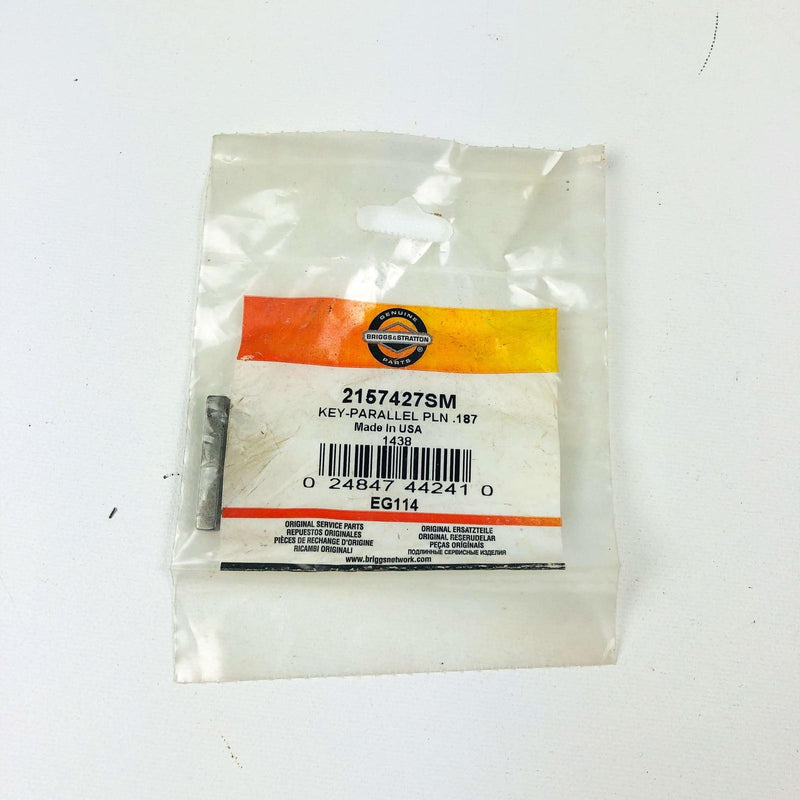 GENUINE
BRIGGS & STRATTON
®
PARTS
2157427SM
KEY-PARALLEL PLN .187
Made In USA
1438
0 24847 44241 0
EG114
ORIGINAL SERVICE PARTS
REPUESTOS ORIGINALES
PIÈCES DE RECHANGE D'ORIGINE
RICAMBI ORIGINALI
ORIGINAL ERSATZTEILE
ORIGINAL RESERUDELAR
PEÇAS ORIGÍNAIS
ПОДЛИННЫЕ СЕРВИСНЫЕ ИЗДЕЛИЯ
www.briggsnetwork.com